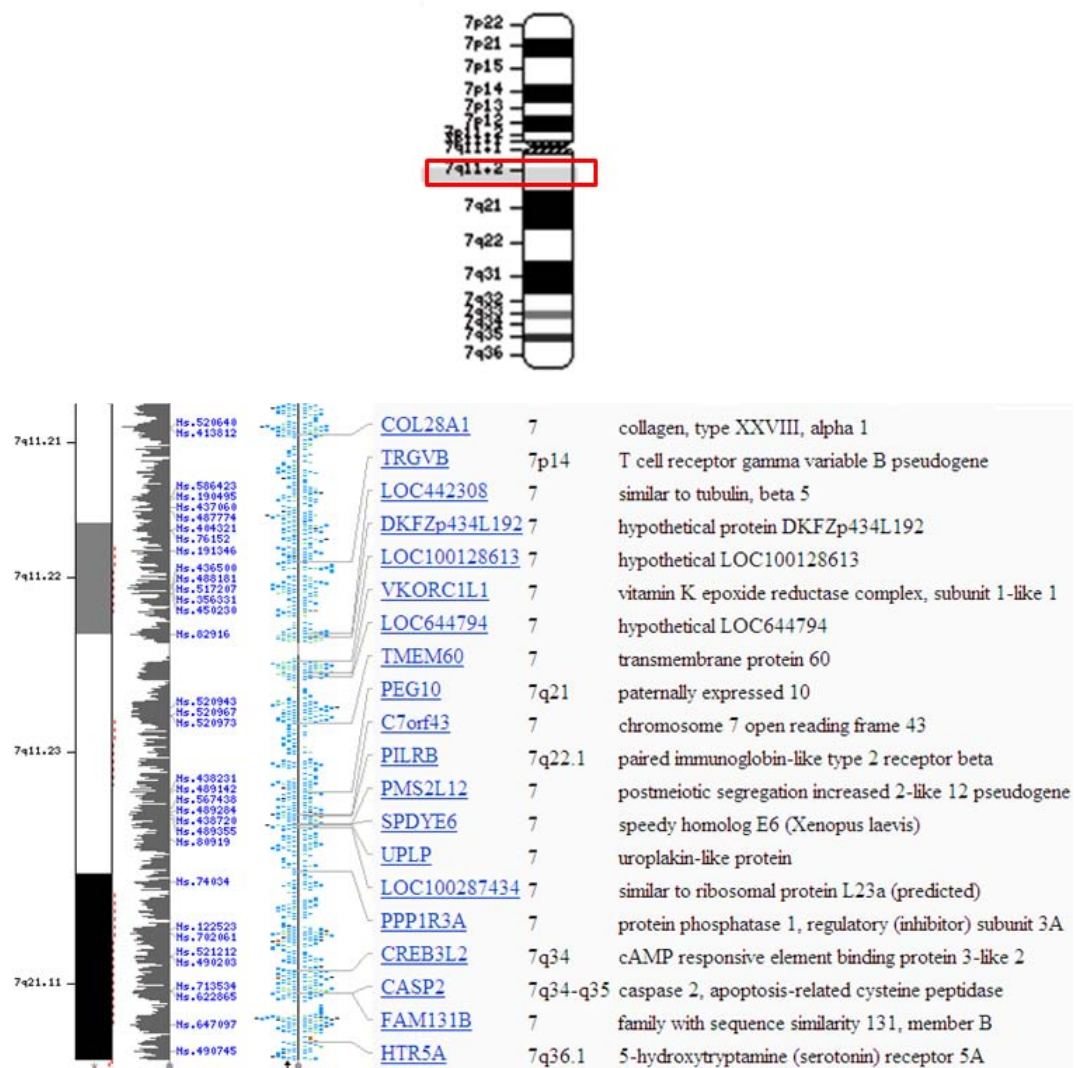 7p22
7p21
7p15
7p14
7p13
7p12
7q11.2
7q21
7q22
7q31
7q32
7q33
7q34
7q35
7q36
7q11.21
7q11.22
7q11.23
7q21.11
Hs.520640
Hs.413812
Hs.586423
Hs.190495
Hs.437060
Hs.487774
Hs.404321
Hs.76152
Hs.191346
Hs.436500
Hs.488181
Hs.517207
Hs.356331
Hs.450230
Hs.82916
Hs.520943
Hs.520967
Hs.520973
Hs.438231
Hs.489142
Hs.567438
Hs.489284
Hs.438720
Hs.489355
Hs.80919
Hs.74034
Hs.122523
Hs.702061
Hs.521212
Hs.490203
Hs.713534
Hs.622865
Hs.647097
Hs.490745
COL28A1 7 collagen, type XXVIII, alpha 1
TRGVB 7p14 T cell receptor gamma variable B pseudogene
LOC442308 7 similar to tubulin, beta 5
DKFZp434L192 7 hypothetical protein DKFZp434L192
LOC100128613 7 hypothetical LOC100128613
VKORC1L1 7 vitamin K epoxide reductase complex, subunit 1-like 1
LOC644794 7 hypothetical LOC644794
TMEM60 7 transmembrane protein 60
PEG10 7q21 paternally expressed 10
C7orf43 7 chromosome 7 open reading frame 43
PILRB 7q22.1 paired immunoglobin-like type 2 receptor beta
PMS2L12 7 postmeiotic segregation increased 2-like 12 pseudogene
SPDYE6 7 speedy homolog E6 (Xenopus laevis)
UPLP 7 uroplakin-like protein
LOC100287434 7 similar to ribosomal protein L23a (predicted)
PPP1R3A 7 protein phosphatase 1, regulatory (inhibitor) subunit 3A
CREB3L2 7q34 cAMP responsive element binding protein 3-like 2
CASP2 7q34-q35 caspase 2, apoptosis-related cysteine peptidase
FAM131B 7 family with sequence similarity 131, member B
HTR5A 7q36.1 5-hydroxytryptamine (serotonin) receptor 5A